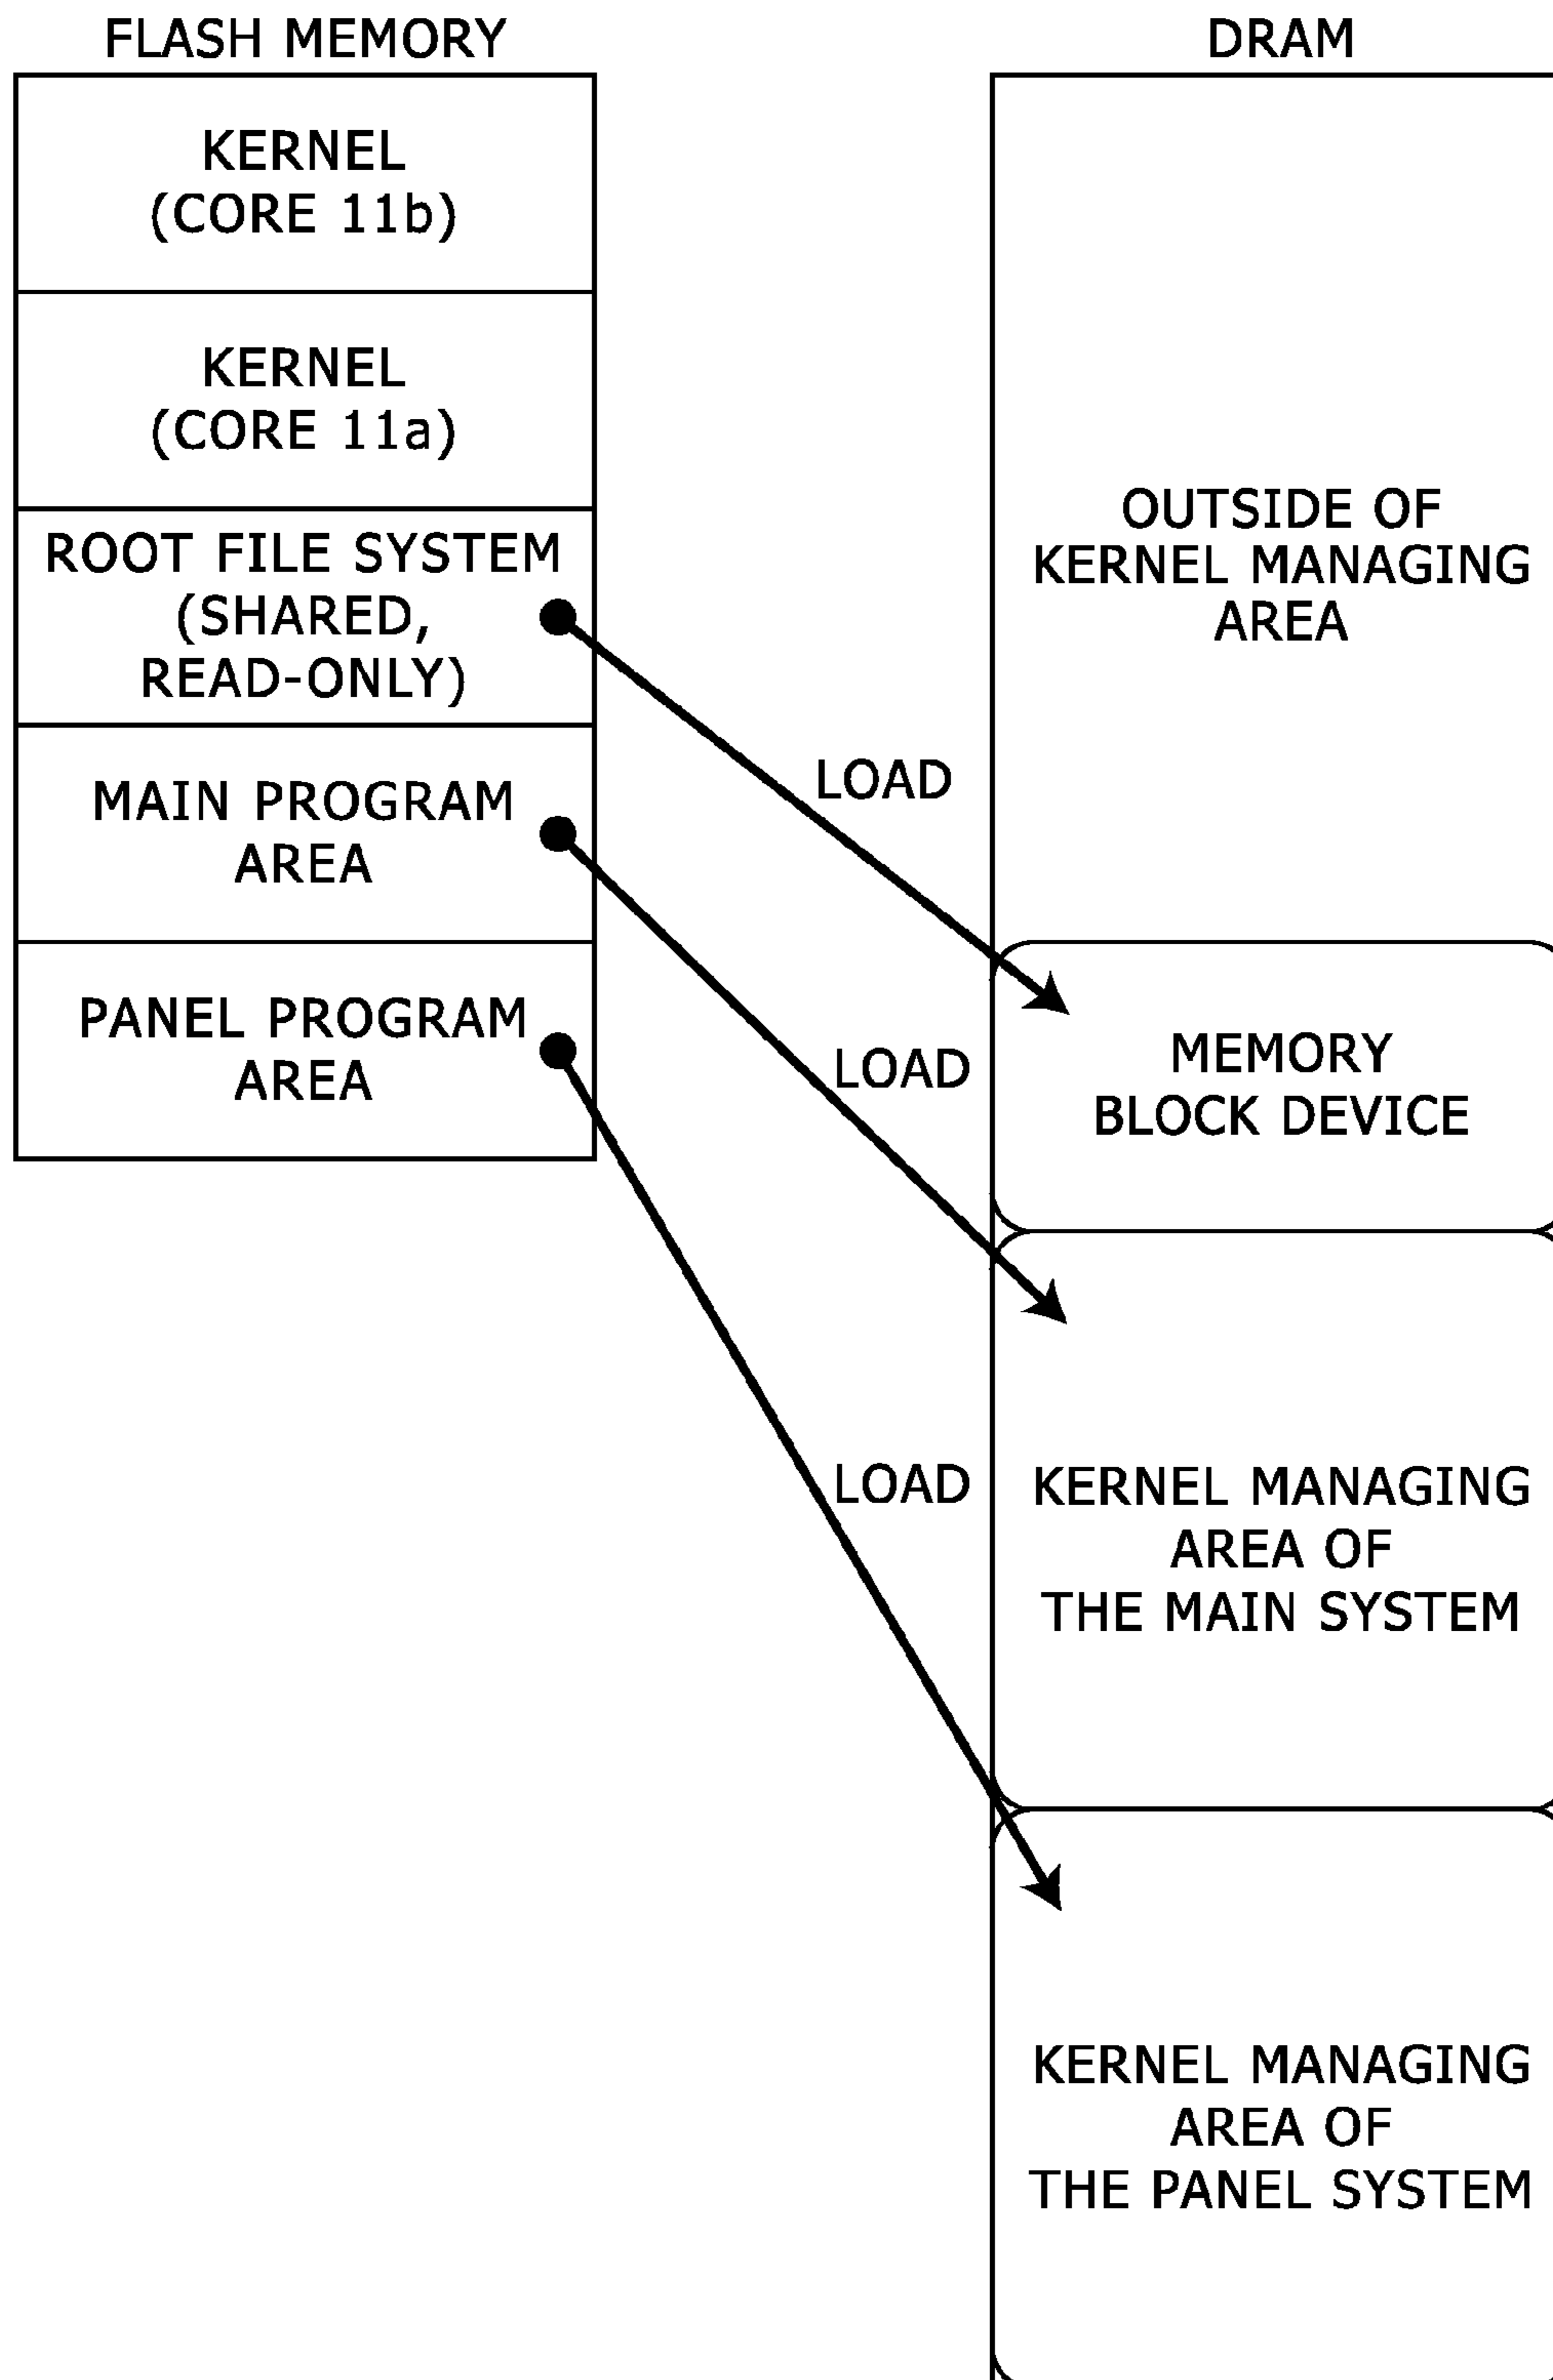 FLASH MEMORY
KERNEL
(CORE 11b)
KERNEL
(CORE 11a)
ROOT FILE SYSTEM
(SHARED,
READ-ONLY)
MAIN PROGRAM
AREA
PANEL PROGRAM
AREA
LOAD
LOAD
LOAD
DRAM
OUTSIDE OF
KERNEL MANAGING
AREA
MEMORY
BLOCK DEVICE
KERNEL MANAGING
AREA OF
THE MAIN SYSTEM
KERNEL MANAGING
AREA OF
THE PANEL SYSTEM